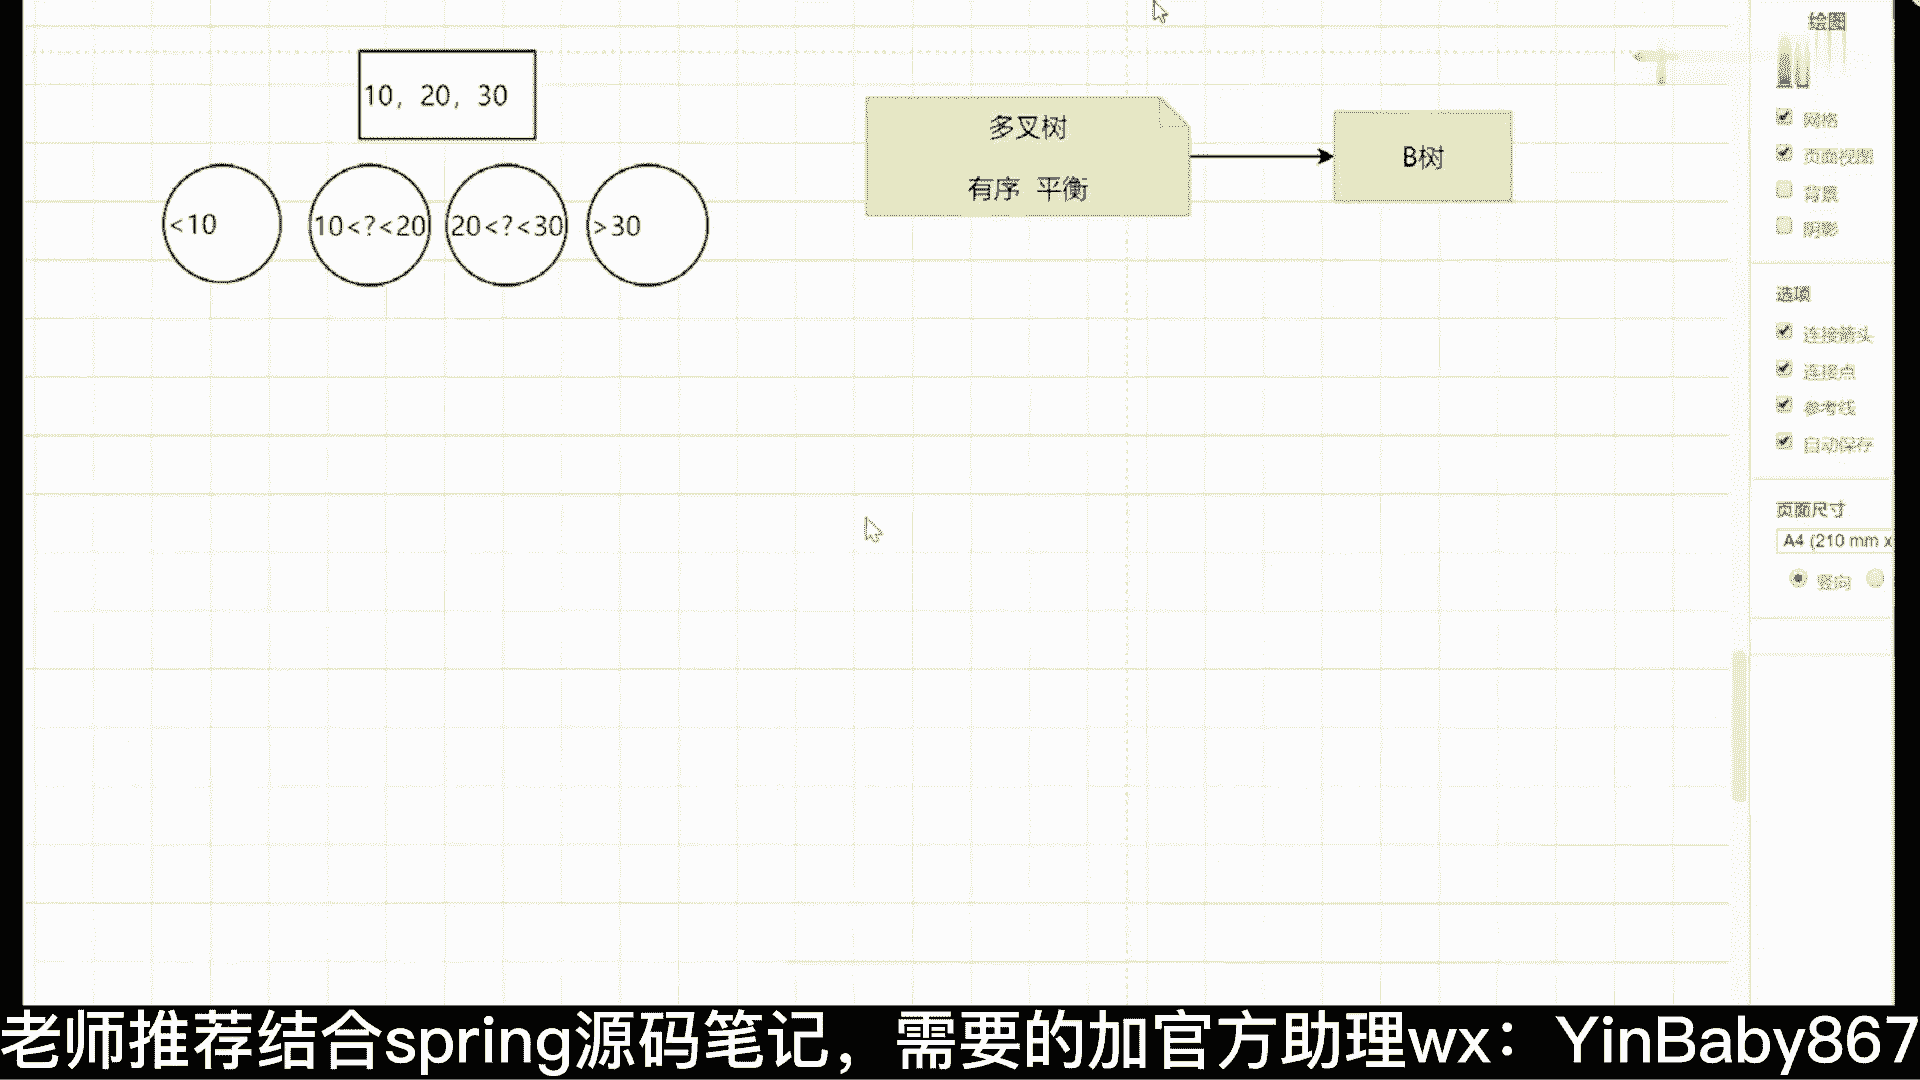 绘图
10，20，30
<10
10<?<20
20<?<30
>30
多叉树
有序 平衡
B树
网格
页面视图
背景
阴影
选项
连接箭头
连接点
参考线
自动保存
页面尺寸
A4 (210 mm x
竖向
老师推荐结合spring源码笔记，需要的加官方助理wx：YinBaby867